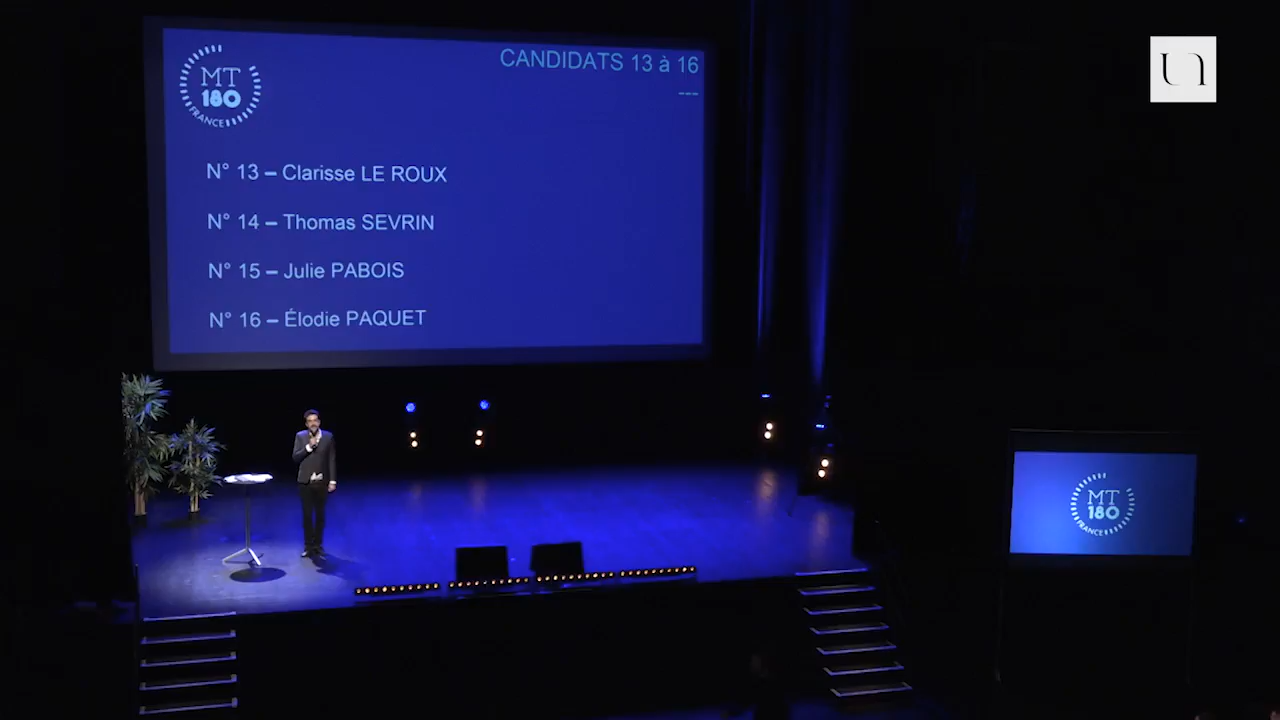 MT
180
FRANCE
CANDIDATS 13 à 16
N° 13 – Clarisse LE ROUX
N° 14 – Thomas SEVRIN
N° 15 – Julie PABOIS
N° 16 – Élodie PAQUET
MT
180
FRANCE